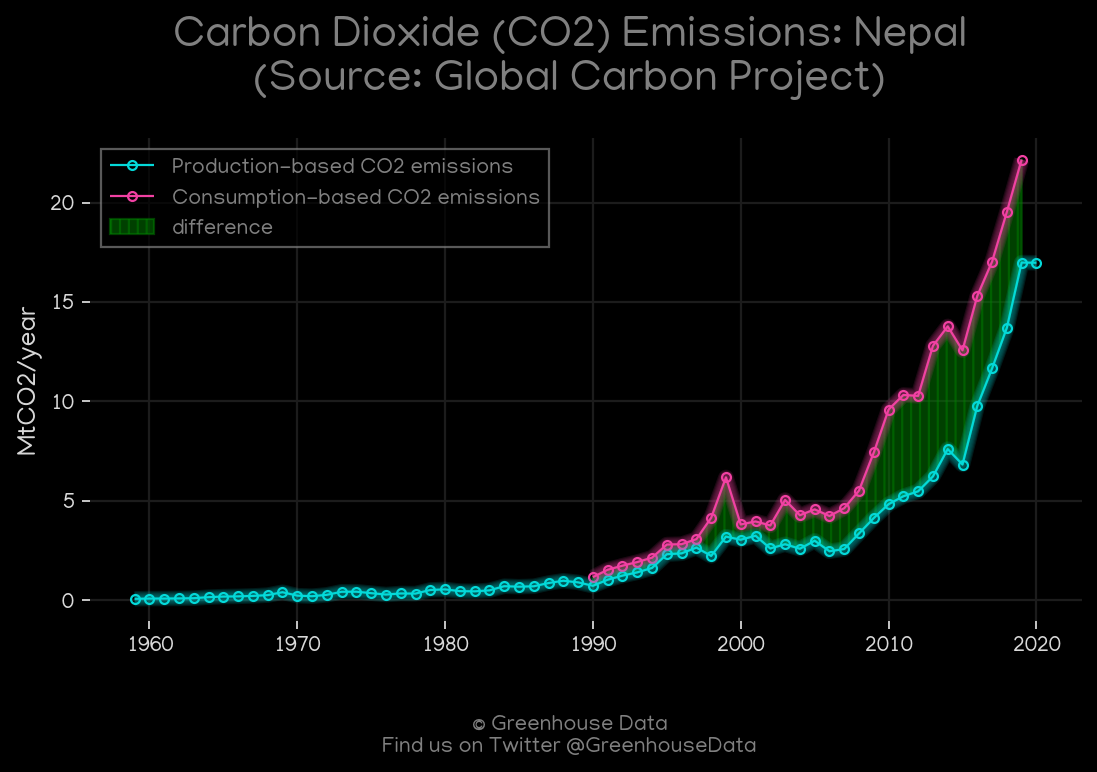 Carbon Dioxide (CO2) Emissions: Nepal
(Source: Global Carbon Project)
Production-based CO2 emissions
Consumption-based CO2 emissions
difference
MtCO2/year
20
15
10
5
0
1960 1970 1980 1990 2000 2010 2020
© Greenhouse Data
Find us on Twitter @GreenhouseData